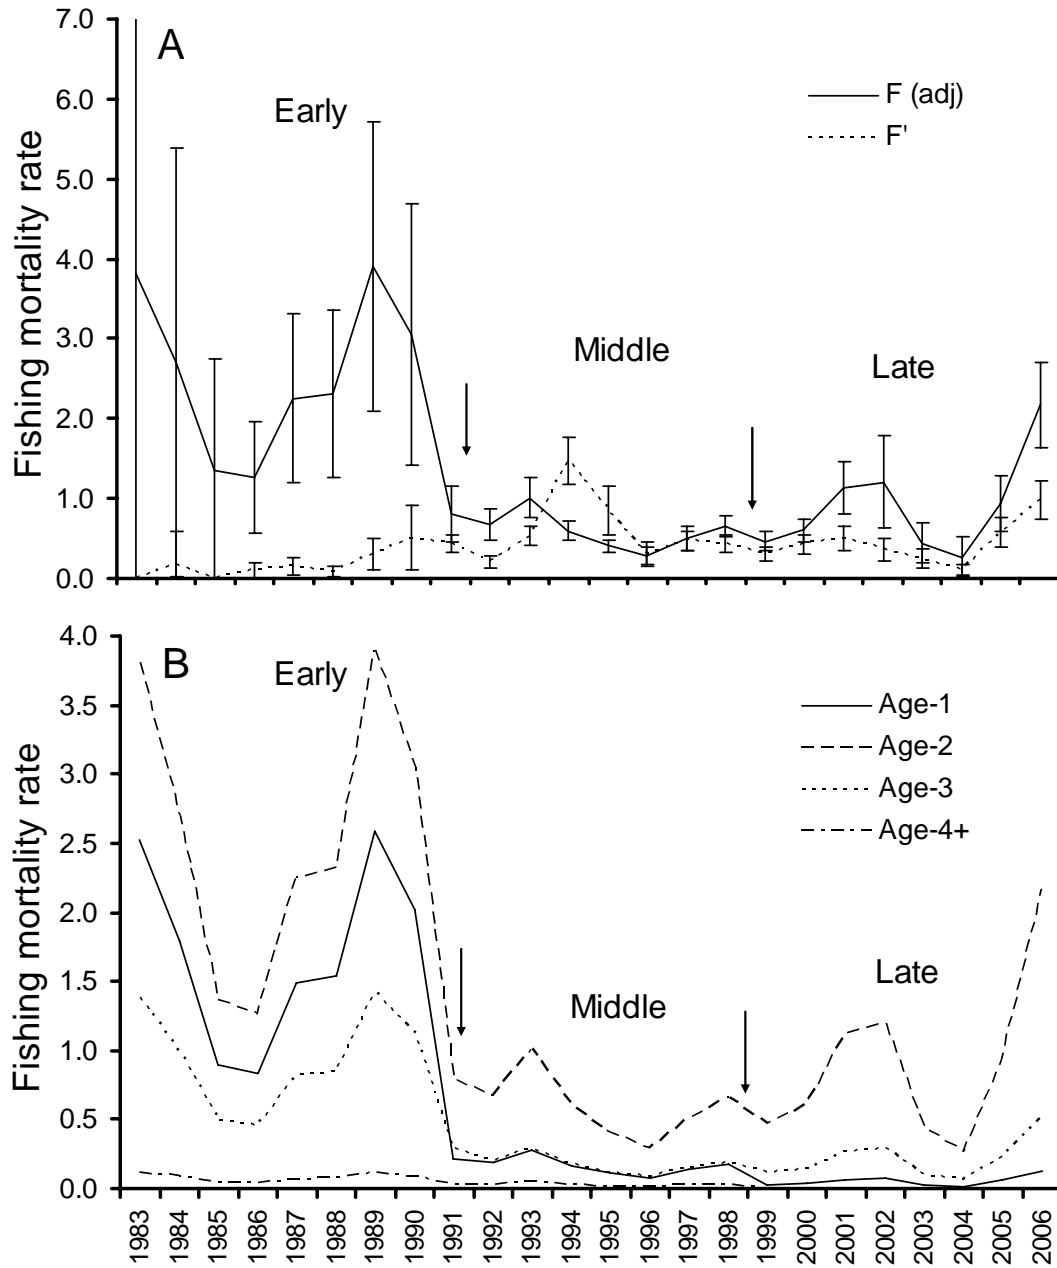 7.0
A
6.0
Early
F (adj)
F'
5.0
4.0
3.0
Middle
Late
2.0
1.0
0.0
Fishing mortality rate
4.0
B
Early
3.5
Age-1
Age-2
3.0
Age-3
Age-4+
2.5
2.0
1.5
Late
Middle
1.0
0.5
0.0
Fishing mortality rate
1983 1984 1985 1986 1987 1988 1989 1990 1991 1992 1993 1994 1995 1996 1997 1998 1999 2000 2001 2002 2003 2004 2005 2006